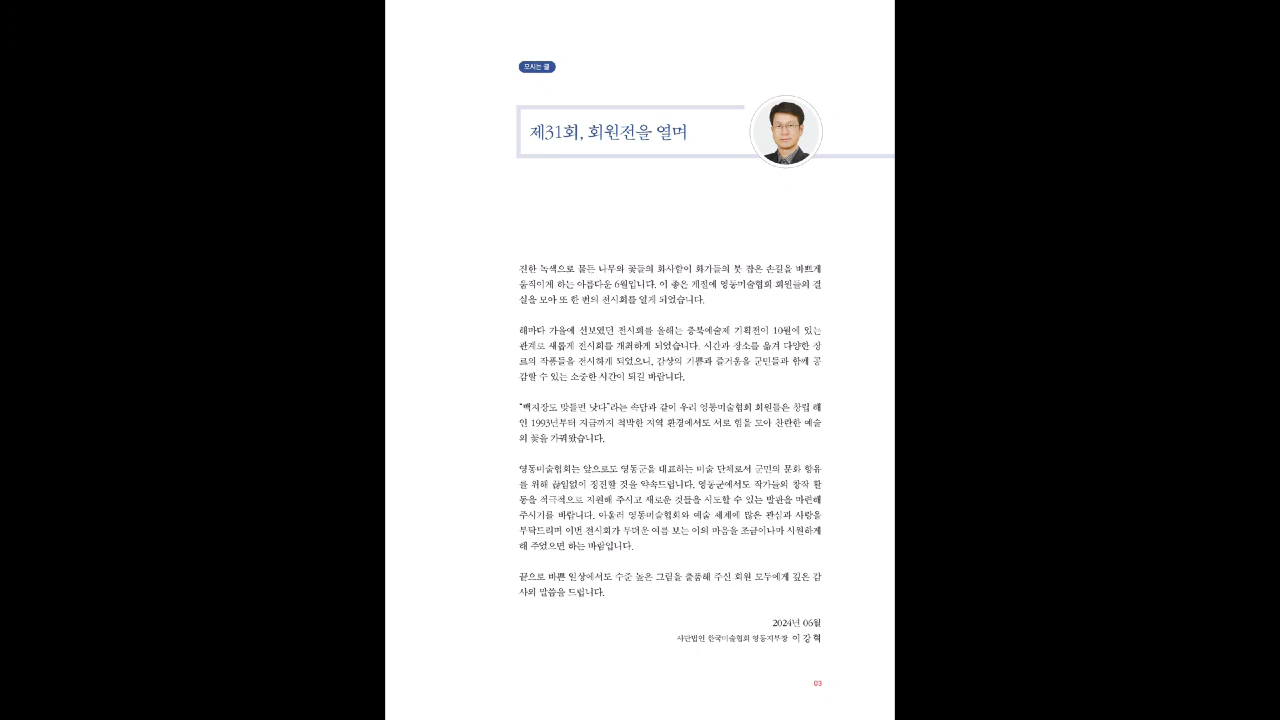 모시는 글
제31회, 회원전을 열며
진한 녹색으로 물든 나무와 꽃들의 화사함이 화가들의 붓 잡은 손길을 바쁘게
움직이게 하는 아름다운 6월입니다. 이 좋은 계절에 영동미술협회 회원들의 결
실을 모아 또 한 번의 전시회를 열게 되었습니다.
해마다 가을에 선보였던 전시회를 올해는 충북예술제 기획전이 10월에 있는
관계로 새롭게 전시회를 개최하게 되었습니다. 시간과 장소를 옮겨 다양한 장
르의 작품들을 전시하게 되었으니, 감상의 기쁨과 즐거움을 군민들과 함께 공
감할 수 있는 소중한 시간이 되길 바랍니다.
“백지장도 맞들면 낫다”라는 속담과 같이 우리 영동미술협회 회원들은 창립 해
인 1993년부터 지금까지 척박한 지역 환경에서도 서로 힘을 모아 찬란한 예술
의 꽃을 가꿔왔습니다.
영동미술협회는 앞으로도 영동군을 대표하는 미술 단체로서 군민의 문화 향유
를 위해 끊임없이 정진할 것을 약속드립니다. 영동군에서도 작가들의 창작 활
동을 적극적으로 지원해 주시고 새로운 것들을 시도할 수 있는 발판을 마련해
주시기를 바랍니다. 아울러 영동미술협회와 예술 세계에 많은 관심과 사랑을
부탁드리며 이번 전시회가 무더운 여름 보는 이의 마음을 조금이나마 시원하게
해 주었으면 하는 바람입니다.
끝으로 바쁜 일상에서도 수준 높은 그림을 출품해 주신 회원 모두에게 깊은 감
사의 말씀을 드립니다.
2024년 06월
사단법인 한국미술협회 영동지부장 이 강 혁
03